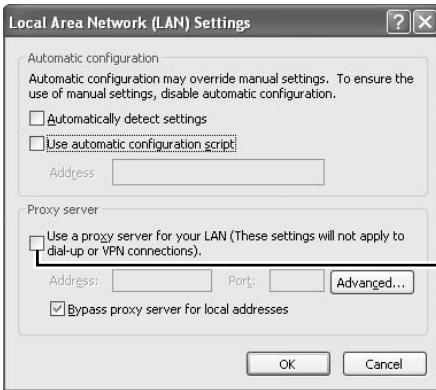 Local Area Network (LAN) Settings
Automatic configuration
Automatic configuration may override manual settings. To ensure the
use of manual settings, disable automatic configuration.
Automatically detect settings
Use automatic configuration script
Address
Proxy server
Use a proxy server for your LAN (These settings will not apply to
dial-up or VPN connections).
Address: Port: Advanced...
Bypass proxy server for local addresses
OK Cancel